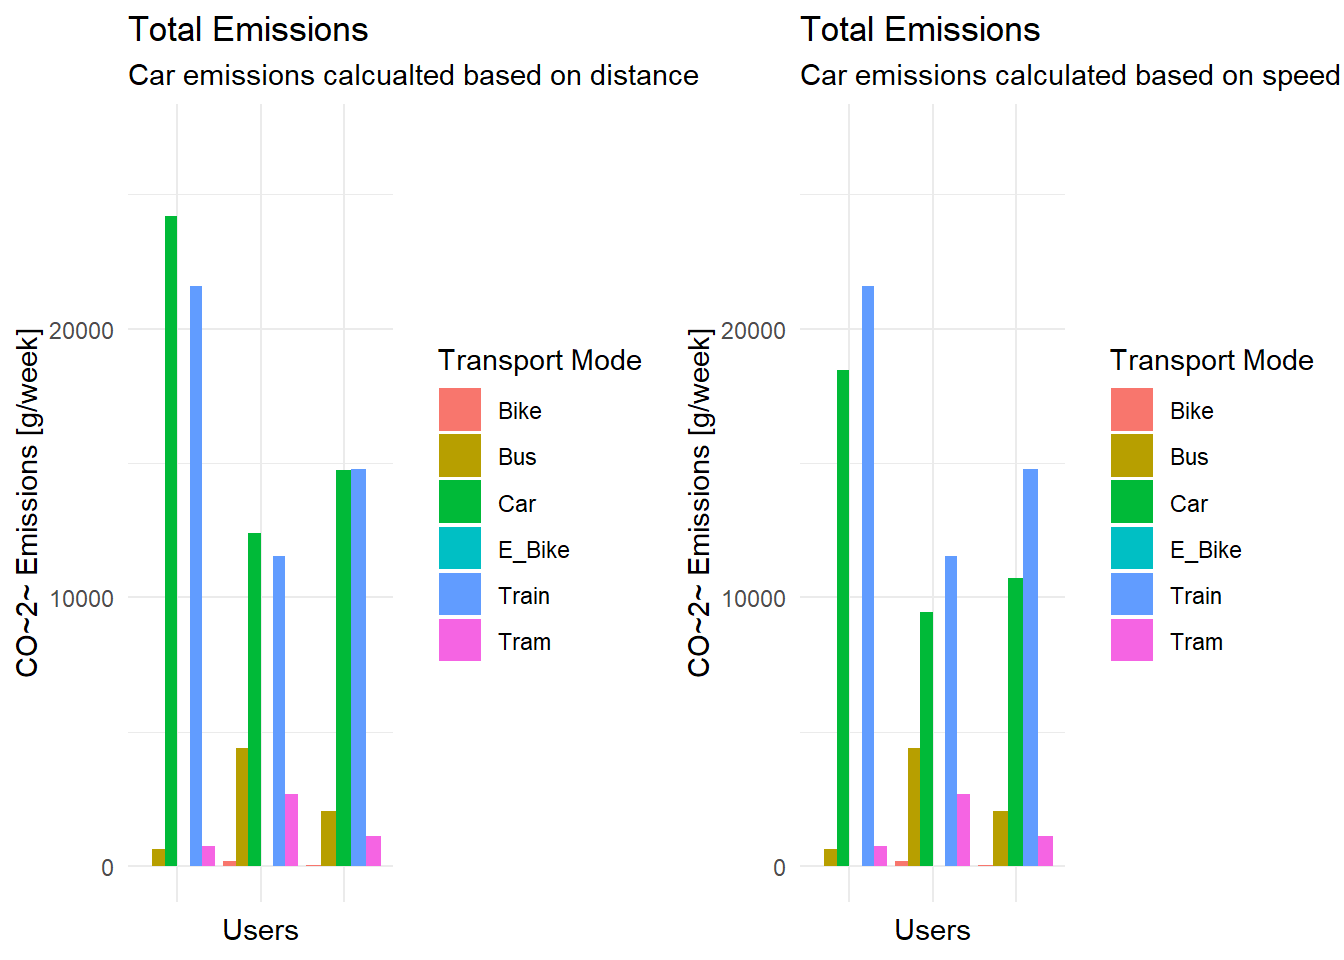 Total Emissions
Car emissions calcualted based on distance
CO~2~ Emissions [g/week]
20000
10000
0
Users
Transport Mode
Bike
Bus
Car
E_Bike
Train
Tram
Total Emissions
Car emissions calculated based on speed
CO~2~ Emissions [g/week]
20000
10000
0
Users
Transport Mode
Bike
Bus
Car
E_Bike
Train
Tram